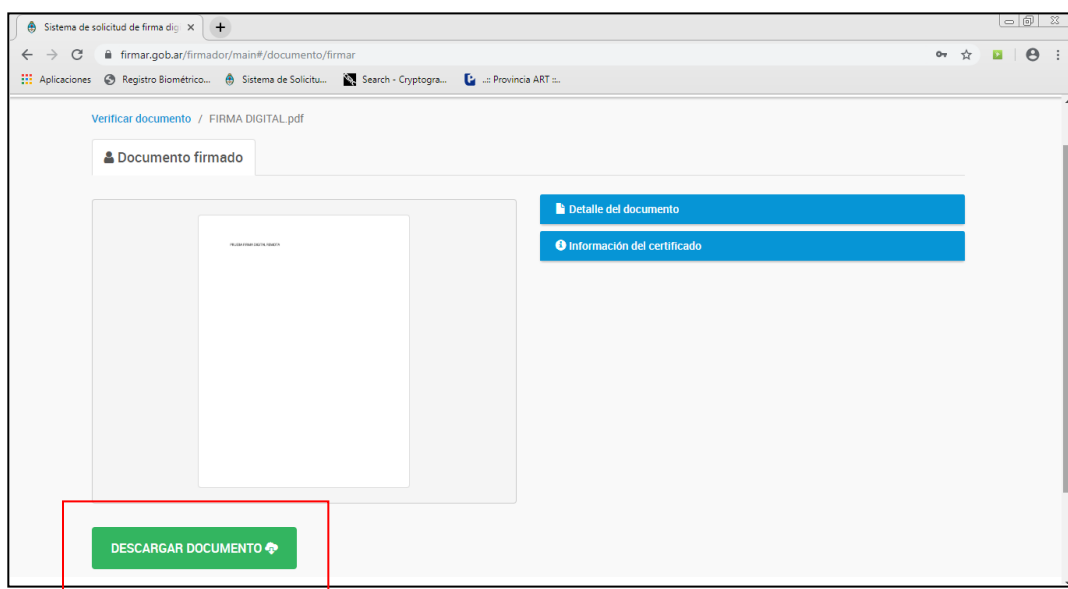 Sistema de solicitud de firma dig
firmar.gob.ar/firmador/main#/documento/firmar
Aplicaciones Registro Biométrico... Sistema de Solicitu... Search - Cryptogra... ..:: Provincia ART ::..
Verificar documento / FIRMA DIGITAL.pdf
Documento firmado
Detalle del documento
Información del certificado
DESCARGAR DOCUMENTO